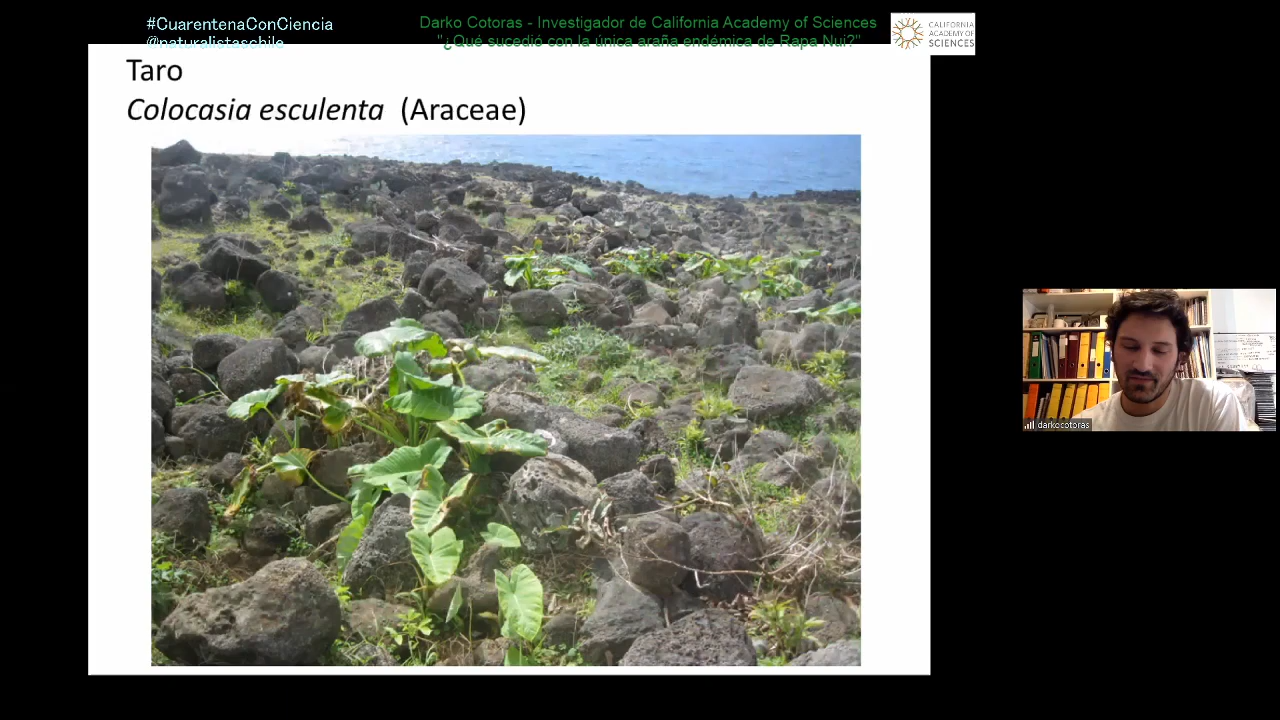 #CuarentenaConCiencia
@naturalistaschile
Darko Cotoras - Investigador de California Academy of Sciences
"¿Qué sucedió con la única araña endémica de Rapa Nui?"
CALIFORNIA
ACADEMY OF
SCIENCES
Taro
Colocasia esculenta (Araceae)
darkocotoras